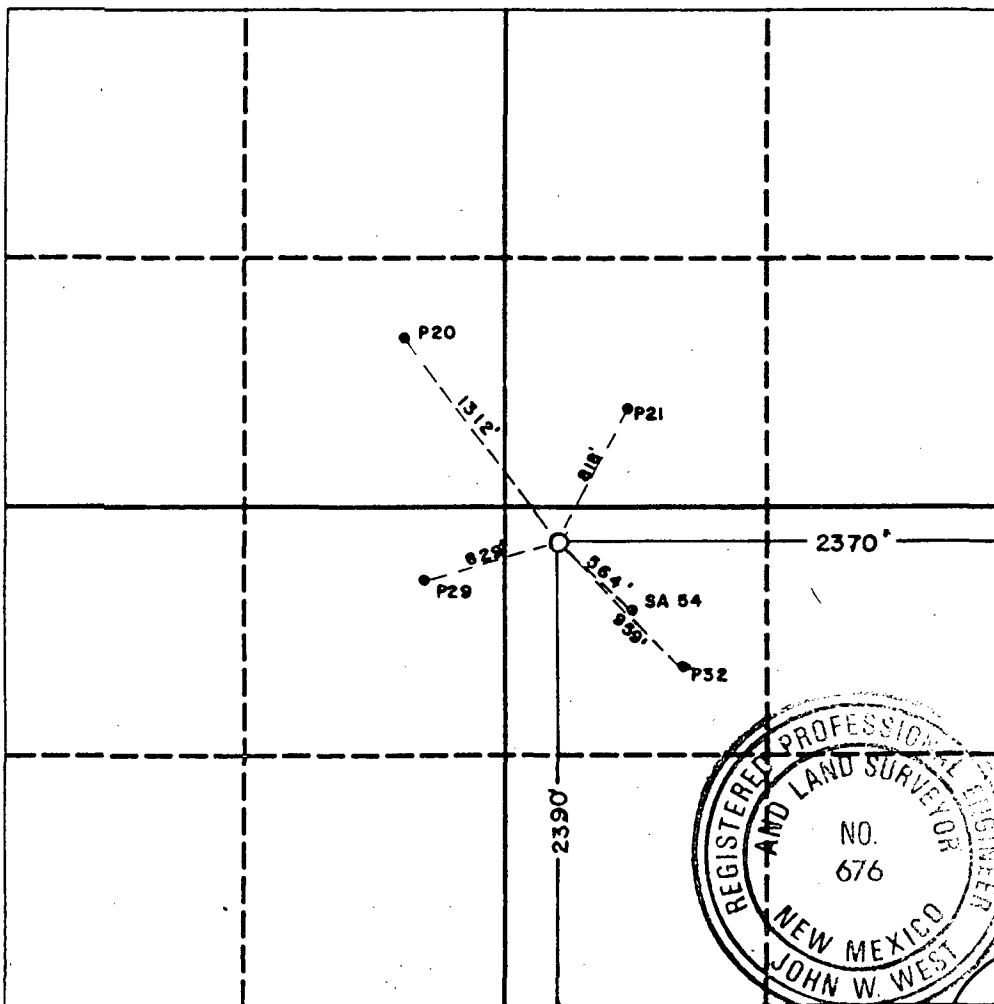 P20
1312'
P21
818'
2370'
829'
P29
564'
SA 54
959'
P32
2390'
REGISTERED PROFESSIONAL ENGINEER
AND LAND SURVEYOR
NO.
676
NEW MEXICO
JOHN W. WEST